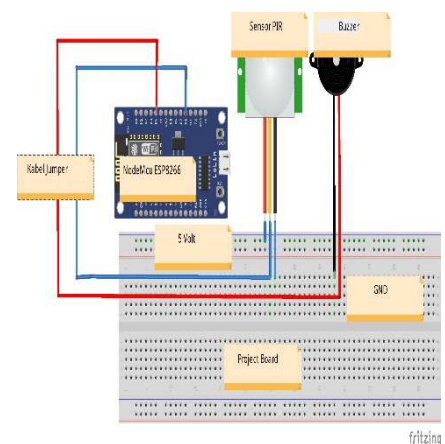 Sensor PIR
Buzzer
Kabel Jumper
NodeMcu ESP8266
5 Volt
GND
Project Board
fritzing